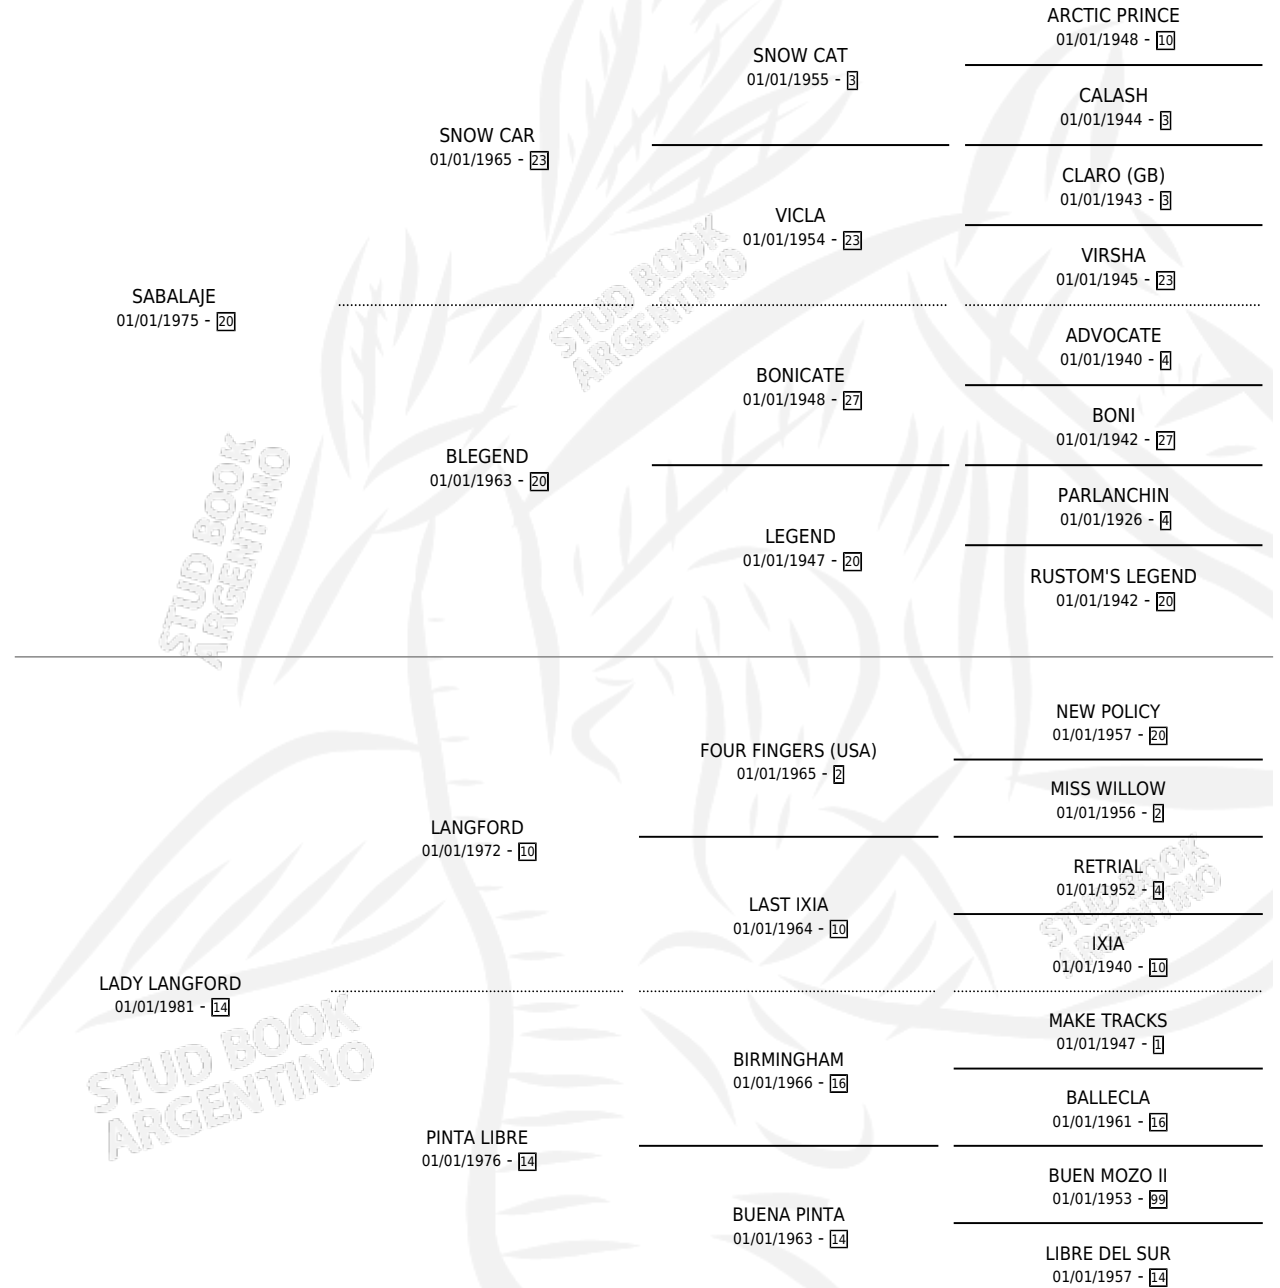 ARCTIC PRINCE
01/01/1948 - 10
SNOW CAT
01/01/1955 - 3
CALASH
01/01/1944 - 3
SNOW CAR
01/01/1965 - 23
CLARO (GB)
01/01/1943 - 3
VICLA
01/01/1954 - 23
VIRSHA
01/01/1945 - 23
SABALAJE
01/01/1975 - 20
ADVOCATE
01/01/1940 - 4
BONICATE
01/01/1948 - 27
BONI
01/01/1942 - 27
BLEGEND
01/01/1963 - 20
PARLANCHIN
01/01/1926 - 4
LEGEND
01/01/1947 - 20
RUSTOM'S LEGEND
01/01/1942 - 20
STUD BOOK
ARGENTINO
STUD BOOK
ARGENTINO
NEW POLICY
01/01/1957 - 20
FOUR FINGERS (USA)
01/01/1965 - 2
MISS WILLOW
01/01/1956 - 2
LANGFORD
01/01/1972 - 10
RETRIAL
01/01/1952 - 4
LAST IXIA
01/01/1964 - 10
IXIA
01/01/1940 - 10
LADY LANGFORD
01/01/1981 - 14
MAKE TRACKS
01/01/1947 - 1
BIRMINGHAM
01/01/1966 - 16
BALLECLA
01/01/1961 - 16
PINTA LIBRE
01/01/1976 - 14
BUEN MOZO II
01/01/1953 - 99
BUENA PINTA
01/01/1963 - 14
LIBRE DEL SUR
01/01/1957 - 14
STUD BOOK
ARGENTINO
STUD BOOK
ARGENTINO